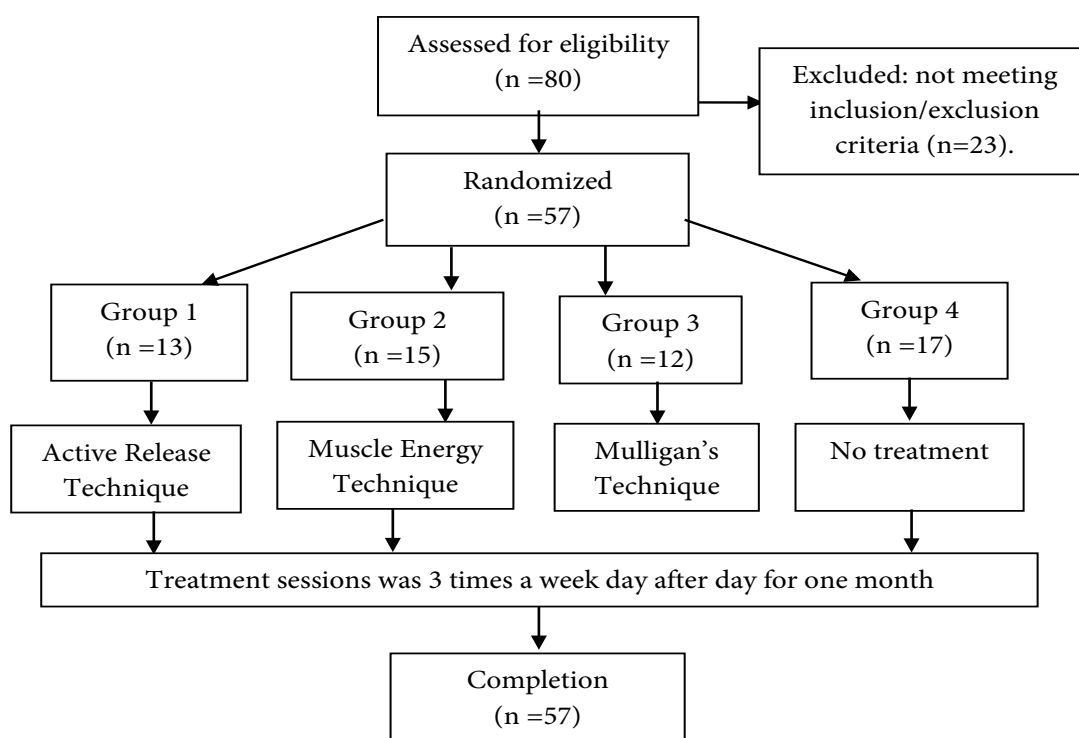 Assessed for eligibility
(n =80)
Excluded: not meeting
inclusion/exclusion
criteria (n=23).
Randomized
(n =57)
Group 1
(n =13)
Group 2
(n =15)
Group 3
(n =12)
Group 4
(n =17)
Active Release
Technique
Muscle Energy
Technique
Mulligan’s
Technique
No treatment
Treatment sessions was 3 times a week day after day for one month
Completion
(n =57)